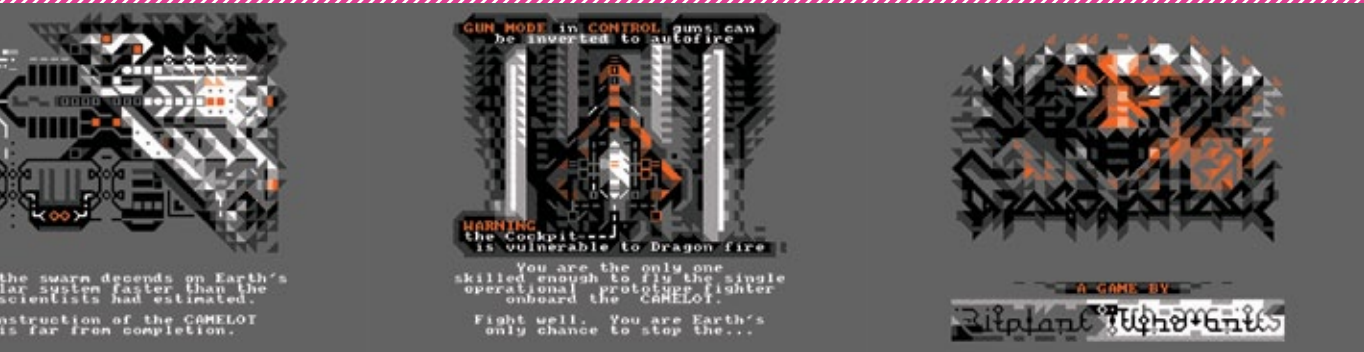 the swarm decends on Earth's
lar system faster than the
scientists had estimated.
nstruction of the CAMELOT
is far from completion.
GUN MODE in CONTROL guns can
be inverted to autofire
WARNING
the Cockpit----
is vulnerable to Dragon fire
You are the only one
skilled enough to fly the single
operational prototype fighter
onboard the CAMELOT.
Fight well. You are Earth's
only chance to stop the...
A GAME BY